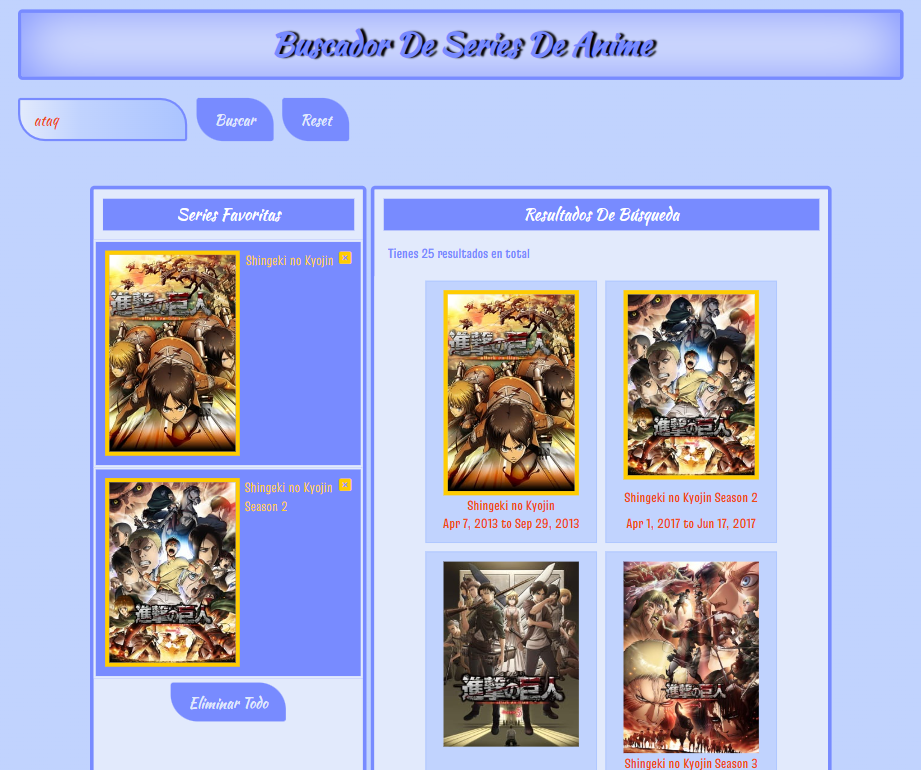 Buscador De Series De Anime
ataq
Buscar
Reset
Series Favoritas
進撃の巨人
Shingeki no Kyojin
×
進撃の巨人
Shingeki no Kyojin
Season 2
×
Eliminar Todo
Resultados De Búsqueda
Tienes 25 resultados en total
進撃の巨人
Shingeki no Kyojin
Apr 7, 2013 to Sep 29, 2013
進撃の巨人
Shingeki no Kyojin Season 2
Apr 1, 2017 to Jun 17, 2017
進撃の巨人
進撃の巨人
Shingeki no Kyojin Season 3